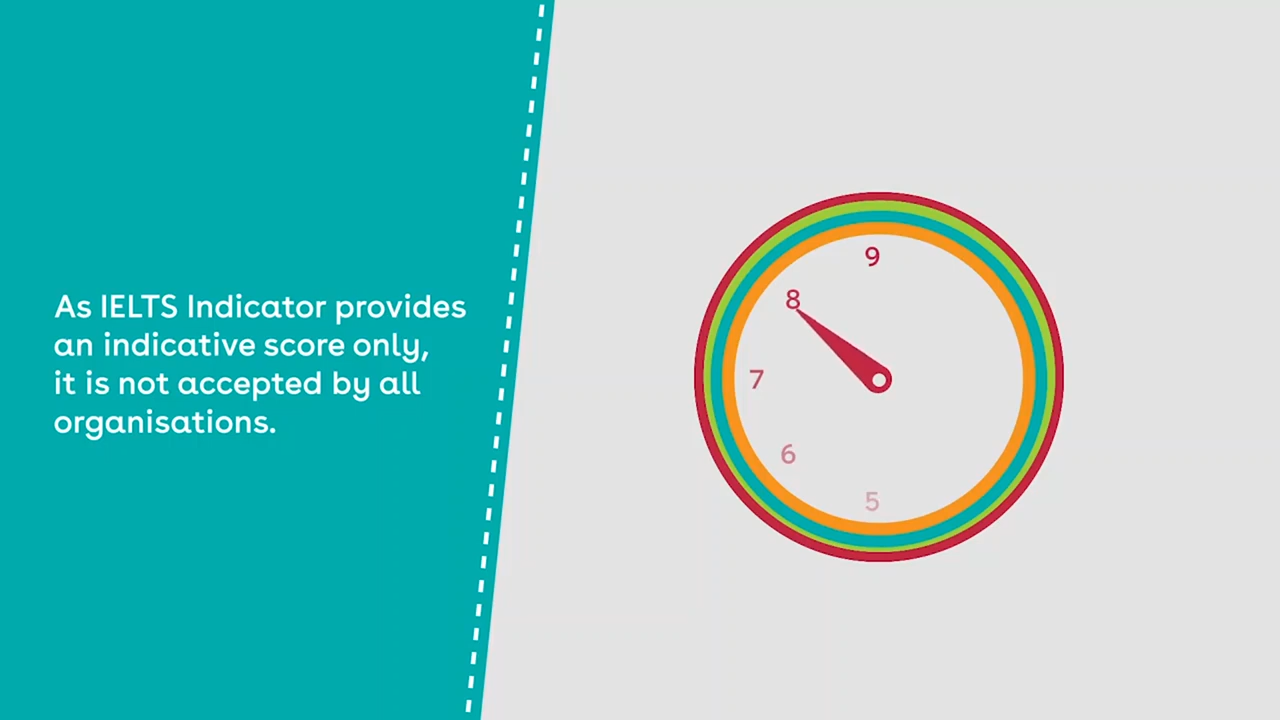 As IELTS Indicator provides
an indicative score only,
it is not accepted by all
organisations.
9
8
7
6
5